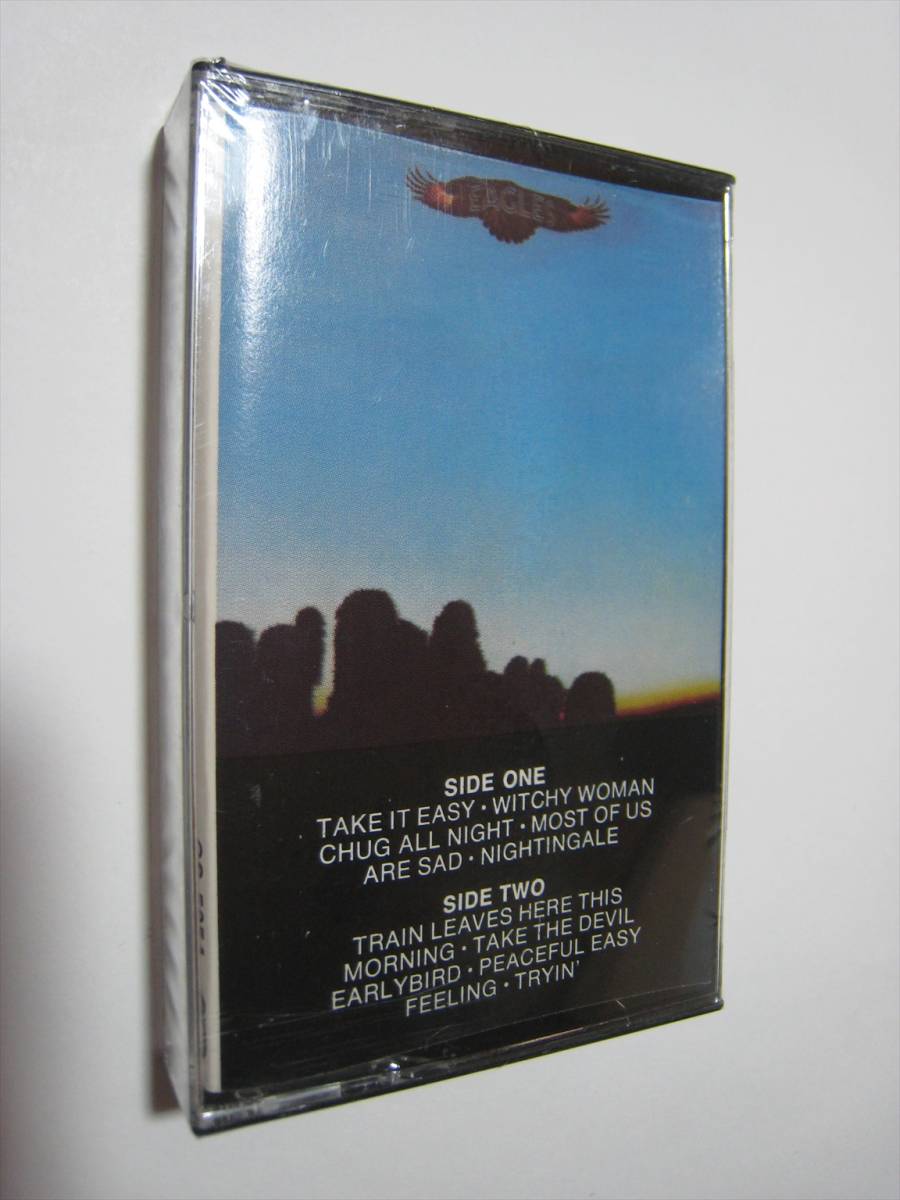 EAGLES
SIDE ONE
TAKE IT EASY · WITCHY WOMAN
CHUG ALL NIGHT · MOST OF US
ARE SAD · NIGHTINGALE
SIDE TWO
TRAIN LEAVES HERE THIS
MORNING · TAKE THE DEVIL
EARLYBIRD · PEACEFUL EASY
FEELING · TRYIN'